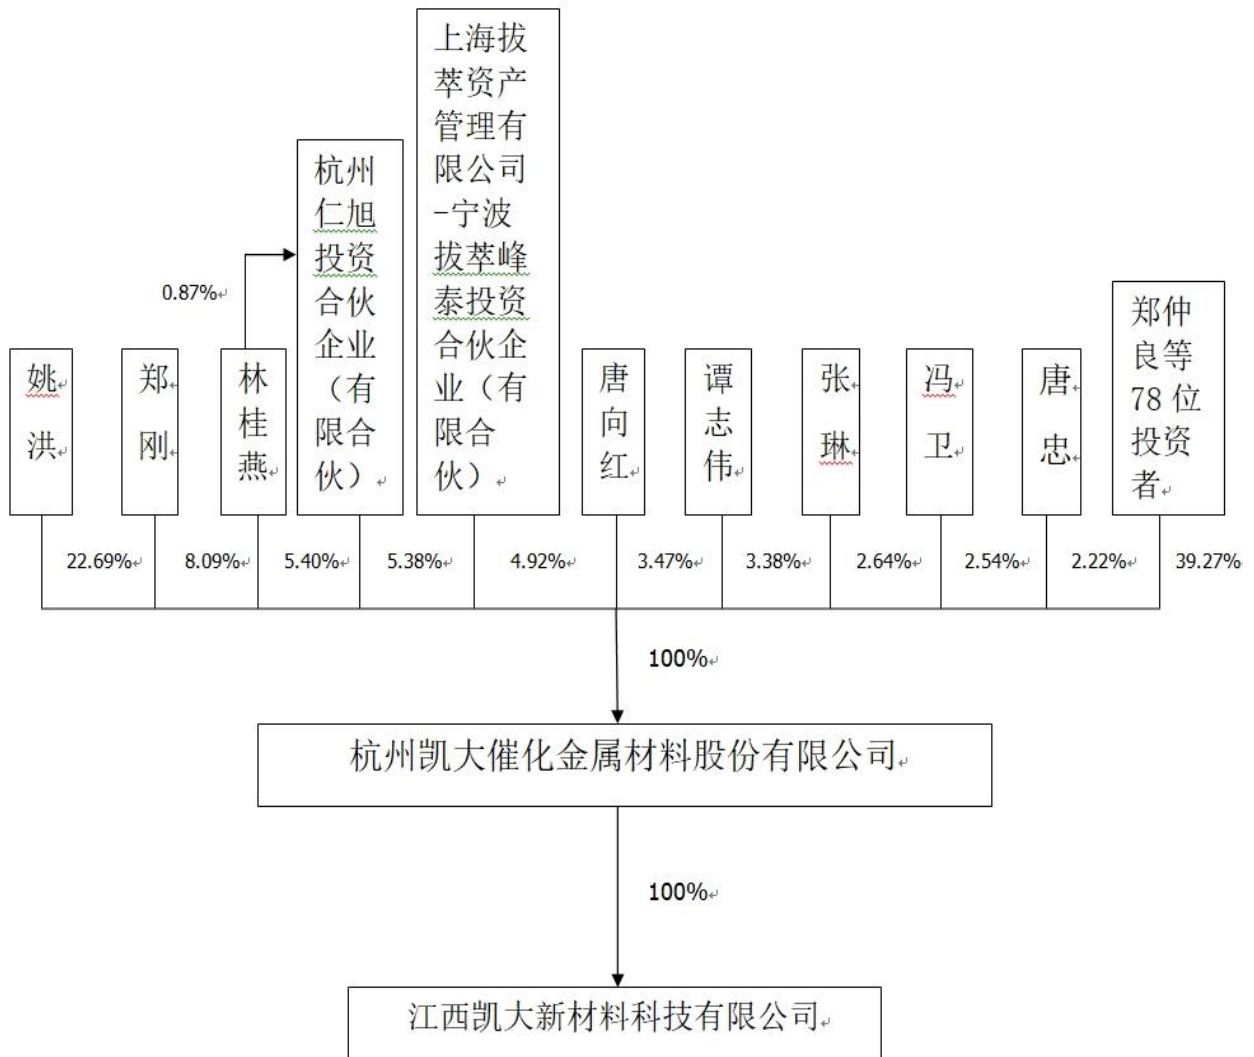 上海拔
萃资产
管理有
限公司
-宁波
拔萃峰
泰投资
合伙企
业（有
限合
伙）
杭州
仁旭
投资
合伙
企业
（有
限合
伙）
0.87%
姚
洪
郑
刚
林
桂
燕
唐
向
红
谭
志
伟
张
琳
冯
卫
唐
忠
郑仲
良等
78 位
投资
者
22.69%
8.09%
5.40%
5.38%
4.92%
3.47%
3.38%
2.64%
2.54%
2.22%
39.27%
100%
杭州凯大催化金属材料股份有限公司
100%
江西凯大新材料科技有限公司